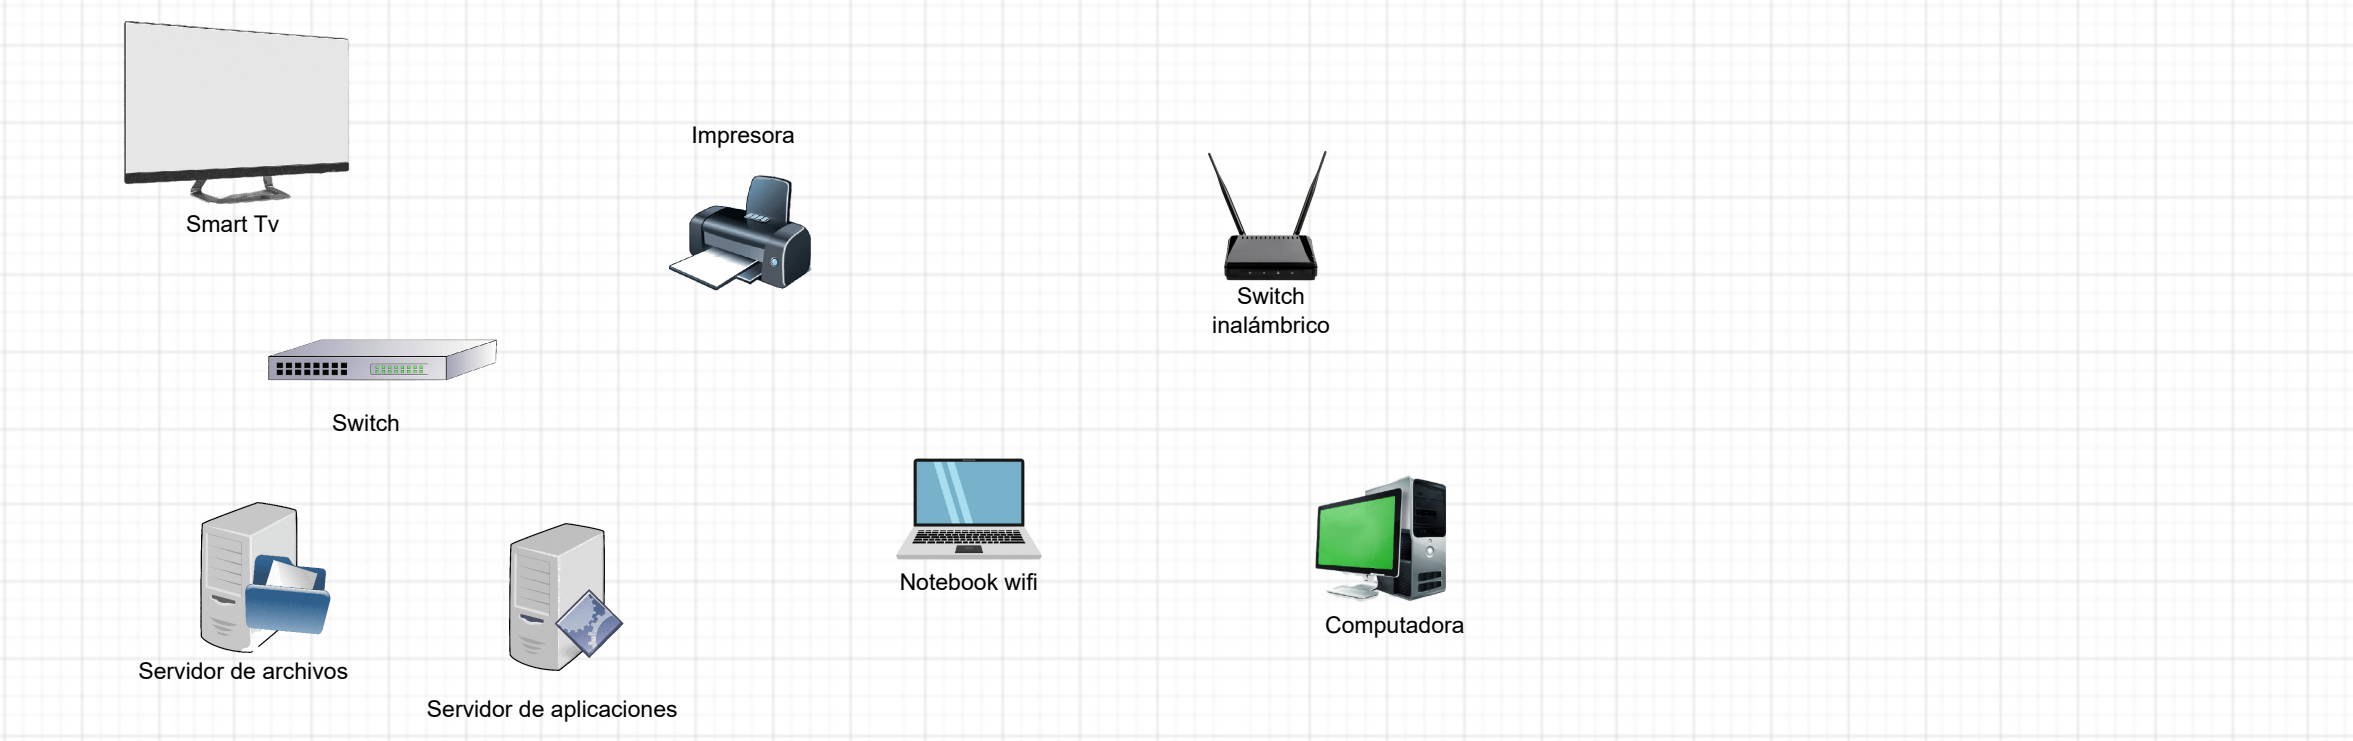 Impresora
Smart Tv
Switch
inalámbrico
Switch
Notebook wifi
Computadora
Servidor de archivos
Servidor de aplicaciones